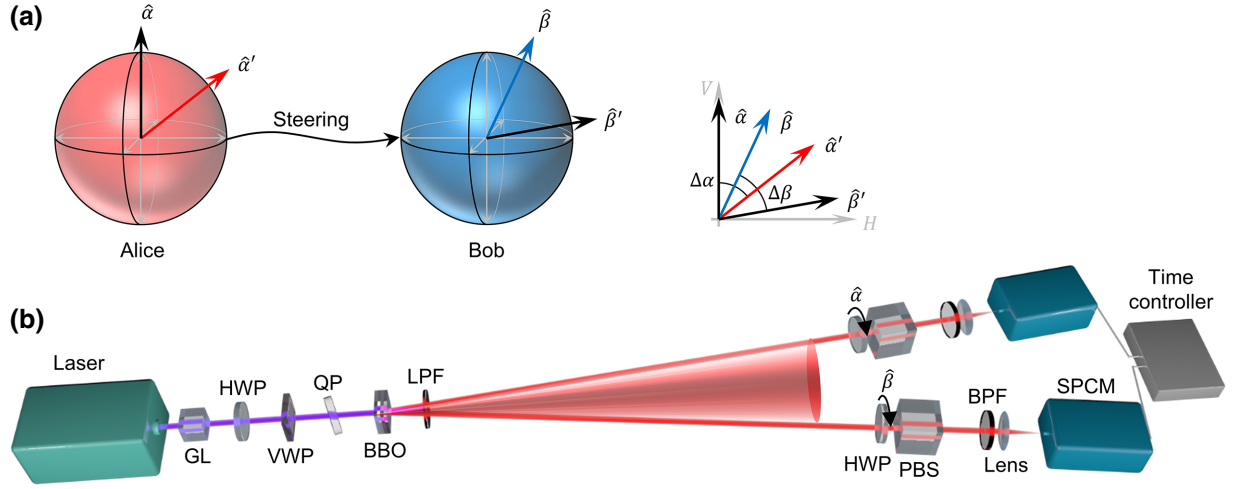 (a)
α̂
α̂′
Steering
β̂
β̂′
Alice
Bob
V
α̂
β̂
α̂′
Δα
Δβ
β̂′
H
(b)
Laser
GL
HWP
VWP
QP
BBO
LPF
α̂
β̂
HWP
PBS
BPF
Lens
SPCM
Time
controller